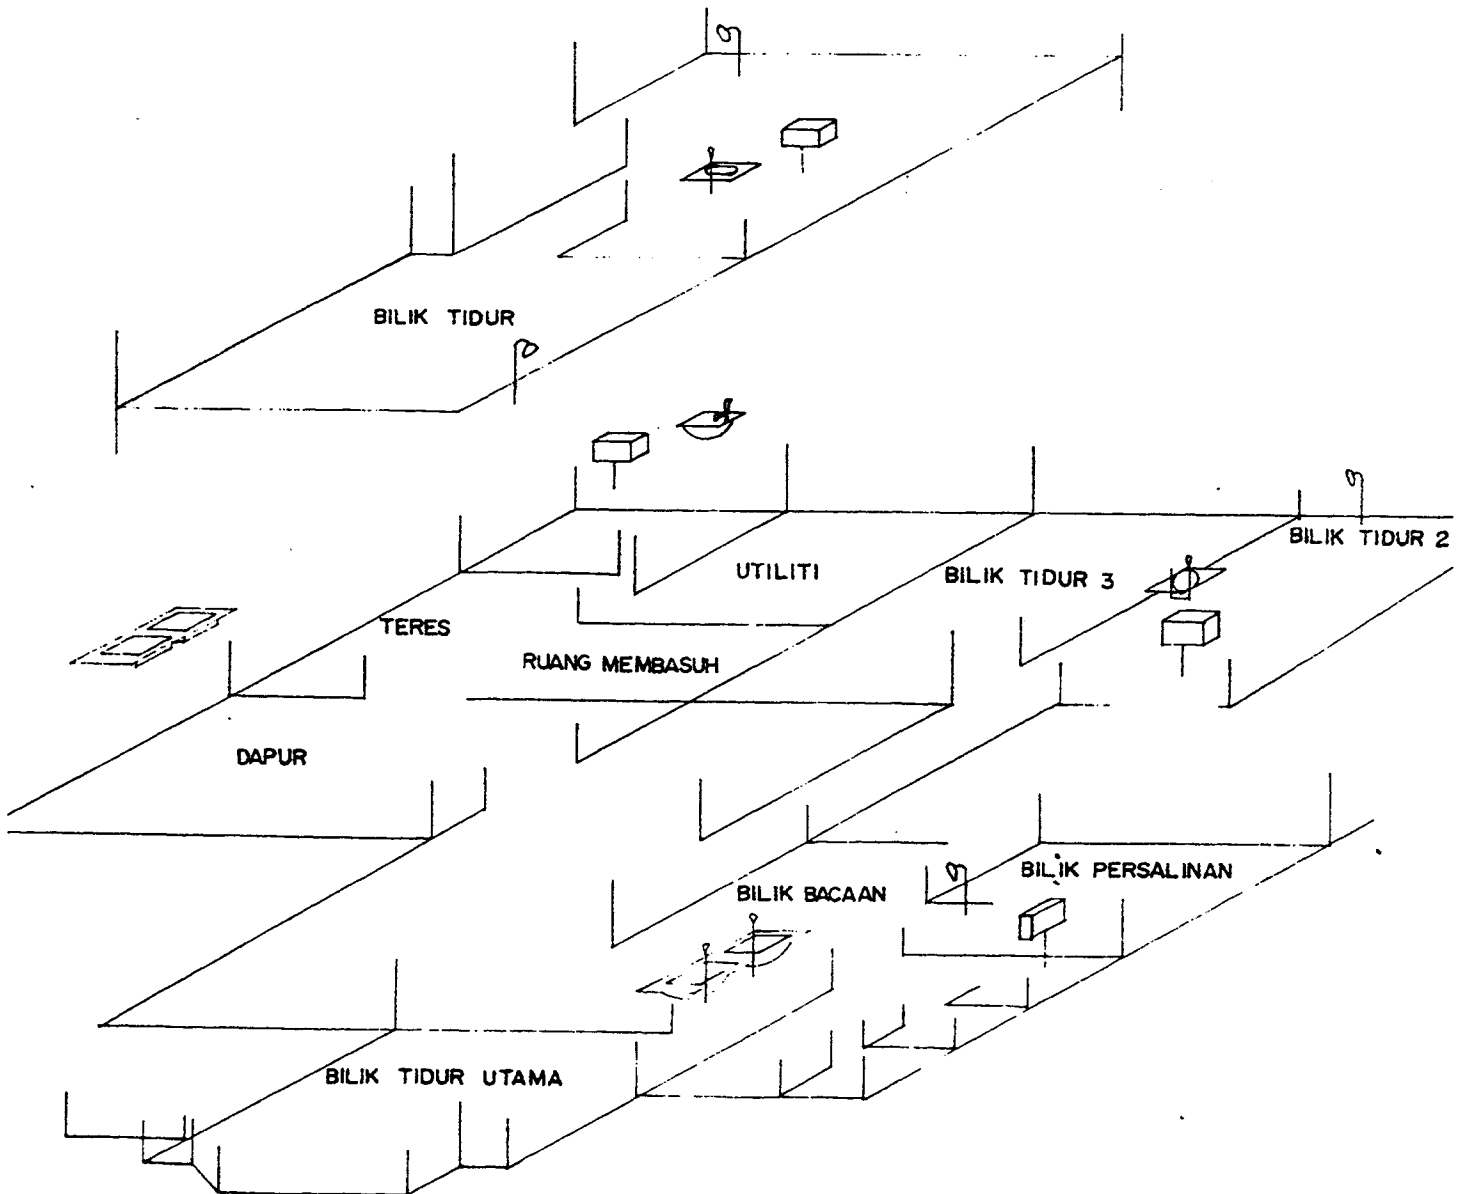 BILIK TIDUR
BILIK TIDUR 2
UTILITI
BILIK TIDUR 3
TERES
RUANG MEMBASUH
DAPUR
BILIK PERSALINAN
BILIK BACAAN
BILIK TIDUR UTAMA